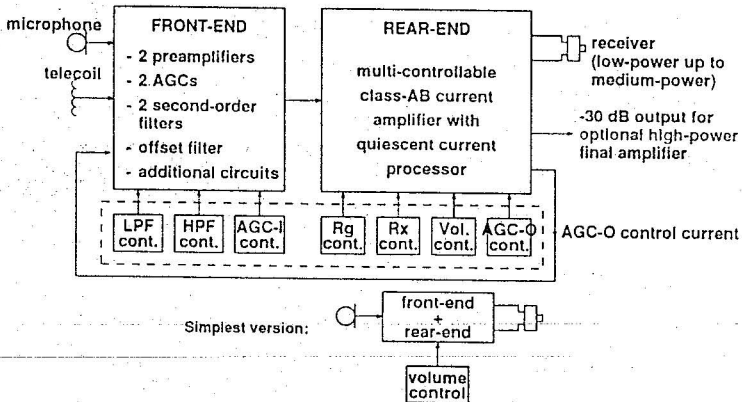 microphone
telecoil
FRONT-END
- 2 preamplifiers
- 2 AGCs
- 2 second-order
filters
- offset filter
- additional circuits
REAR-END
multi-controllable
class-AB current
amplifier with
quiescent current
processor
receiver
(low-power up to
medium-power)
-30 dB output for
optional high-power
final amplifier
LPF
cont.
HPF
cont.
AGC-I
cont.
Rg
cont.
Rx
cont.
Vol.
cont.
AGC-O
cont.
AGC-O control current
Simplest version:
front-end
+
rear-end
volume
control